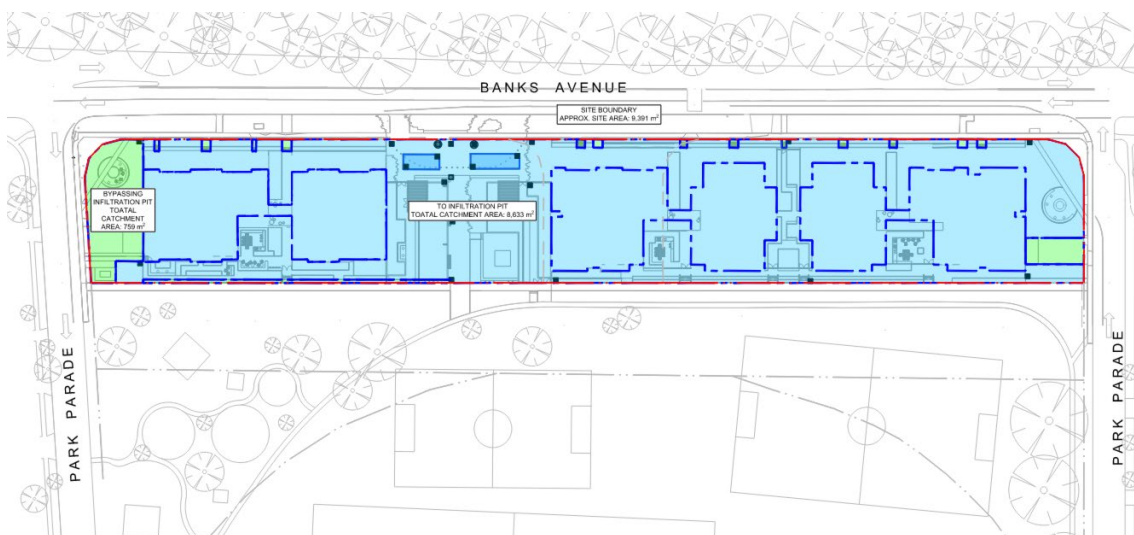 BANKS AVENUE
SITE BOUNDARY
APPROX. SITE AREA: 9,391 m²
BYPASSING
INFILTRATION PIT
TOATAL
CATCHMENT
AREA: 759 m²
TO INFILTRATION PIT
TOATAL CATCHMENT AREA: 8,633 m²
PARK PARADE
PARK PARADE